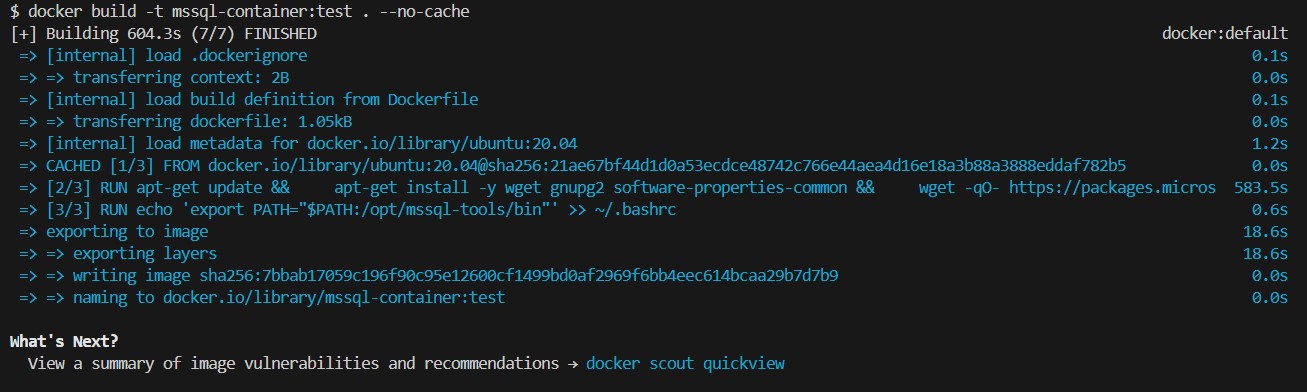 $ docker build -t mssql-container:test . --no-cache
[+] Building 604.3s (7/7) FINISHED docker:default
=> [internal] load .dockerignore 0.1s
=> => transferring context: 2B 0.0s
=> [internal] load build definition from Dockerfile 0.1s
=> => transferring dockerfile: 1.05kB 0.0s
=> [internal] load metadata for docker.io/library/ubuntu:20.04 1.2s
=> CACHED [1/3] FROM docker.io/library/ubuntu:20.04@sha256:21ae67bf44d1d0a53ecdce48742c766e44aea4d16e18a3b88a3888eddaf782b5 0.0s
=> [2/3] RUN apt-get update &&     apt-get install -y wget gnupg2 software-properties-common &&     wget -qO- https://packages.micros 583.5s
=> [3/3] RUN echo 'export PATH="$PATH:/opt/mssql-tools/bin"' >> ~/.bashrc 0.6s
=> exporting to image 18.6s
=> => exporting layers 18.6s
=> => writing image sha256:7bbab17059c196f90c95e12600cf1499bd0af2969f6bb4eec614bcaa29b7d7b9 0.0s
=> => naming to docker.io/library/mssql-container:test 0.0s
What's Next?
View a summary of image vulnerabilities and recommendations → docker scout quickview